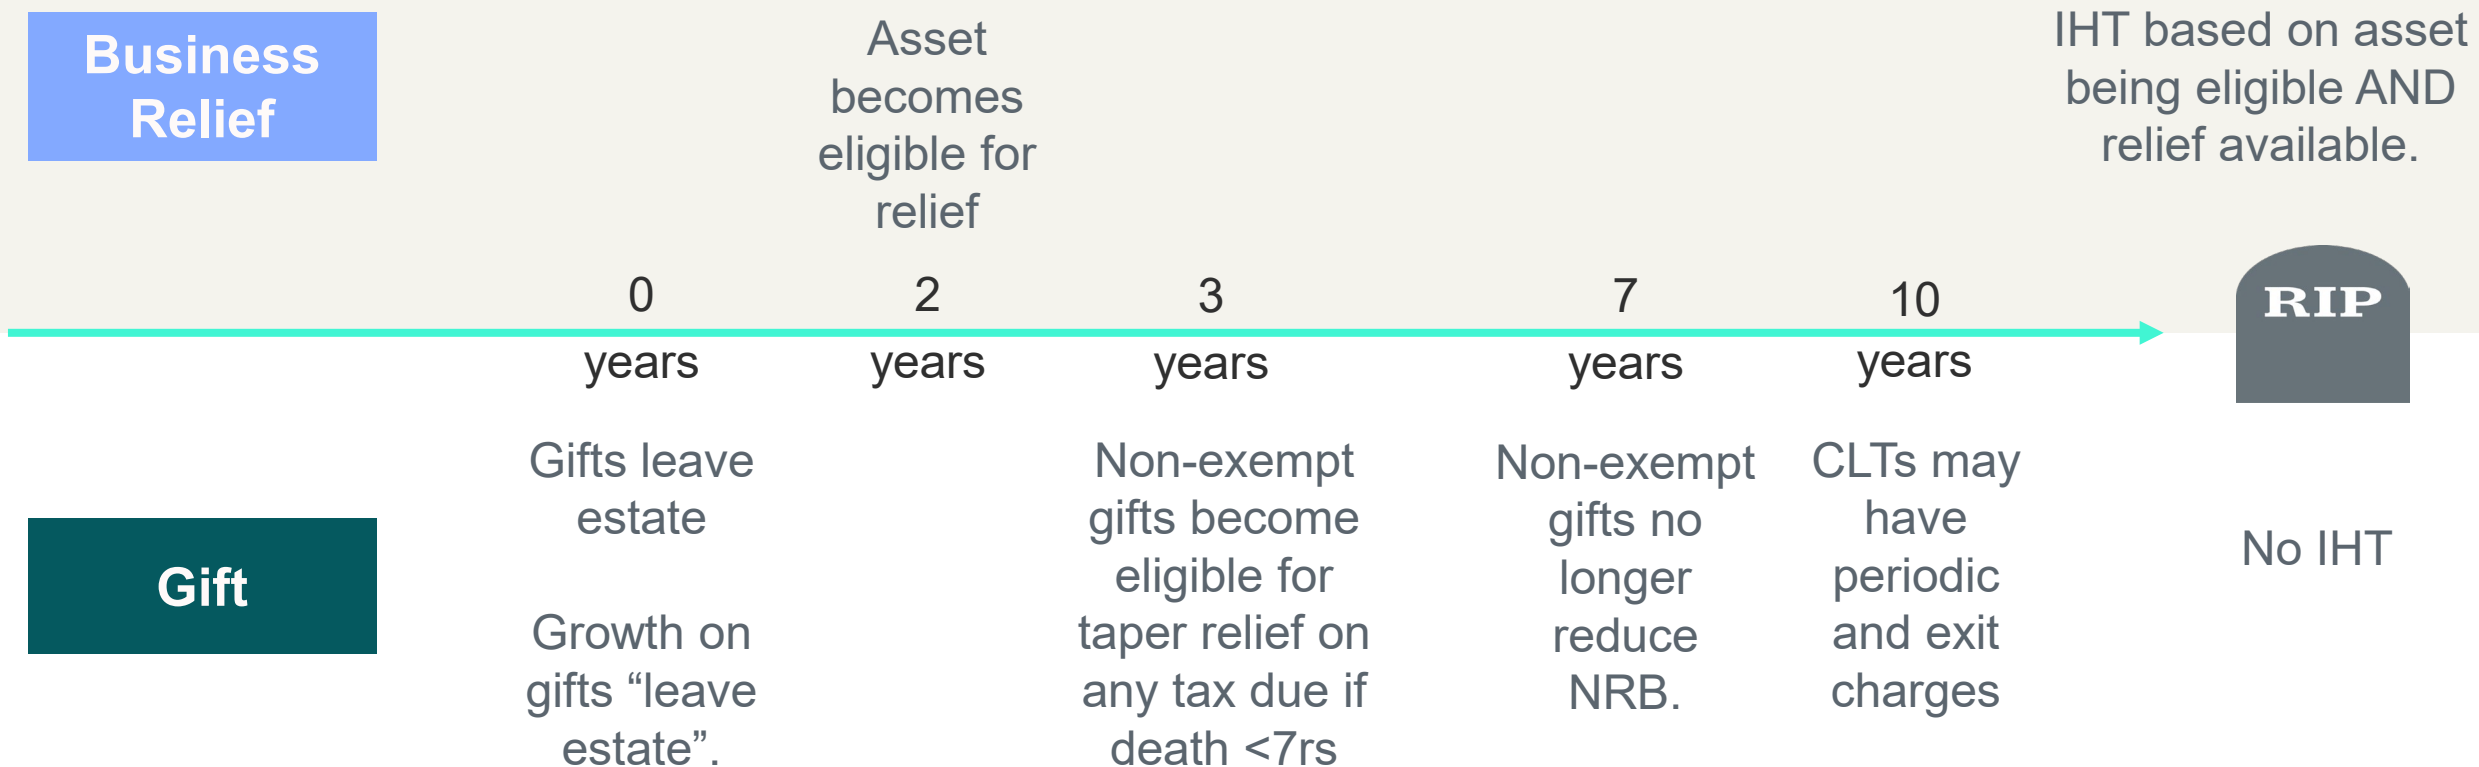 Business
Relief
Asset
becomes
eligible for
relief
IHT based on asset
being eligible AND
relief available.
0
2
3
7
10
RIP
years
years
years
years
years
Gift
Gifts leave
estate
Growth on
gifts “leave
estate”.
Non-exempt
gifts become
eligible for
taper relief on
any tax due if
death <7rs
Non-exempt
gifts no
longer
reduce
NRB.
CLTs may
have
periodic
and exit
charges
No IHT